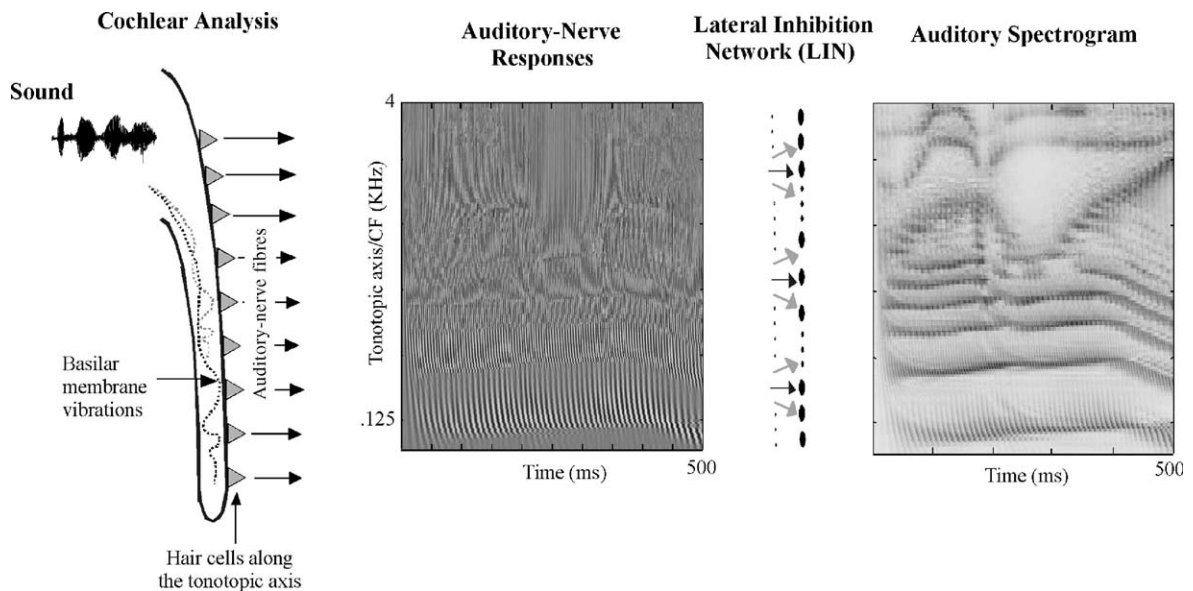 Cochlear Analysis
Sound
Auditory-nerve fibres
Basilar
membrane
vibrations
Hair cells along
the tonotopic axis
Auditory-Nerve
Responses
4
Tonotopic axis/CF (KHz)
.125
Time (ms)
500
Lateral Inhibition
Network (LIN)
Auditory Spectrogram
Time (ms)
500